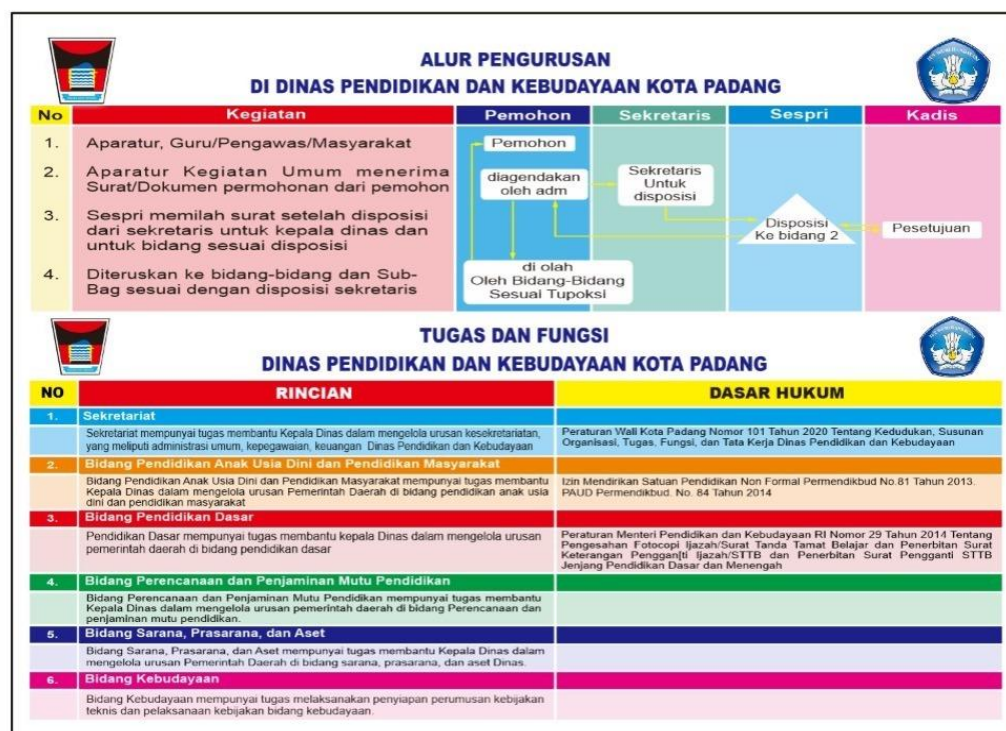 ALUR PENGURUSAN
DI DINAS PENDIDIKAN DAN KEBUDAYAAN KOTA PADANG
No
Kegiatan
Pemohon
Sekretaris
Sespri
Kadis
1. Aparatur, Guru/Pengawas/Masyarakat
2. Aparatur Kegiatan Umum menerima
Surat/Dokumen permohonan dari pemohon
3. Sespri memilah surat setelah disposisi
dari sekretaris untuk kepala dinas dan
untuk bidang sesuai disposisi
4. Diteruskan ke bidang-bidang dan Sub-
Bag sesuai dengan disposisi sekretaris
Pemohon
diagendakan
oleh adm
Sekretaris
Untuk
disposisi
Disposisi
Ke bidang 2
Pesetujuan
di olah
Oleh Bidang-Bidang
Sesuai Tupoksi
TUGAS DAN FUNGSI
DINAS PENDIDIKAN DAN KEBUDAYAAN KOTA PADANG
NO
RINCIAN
DASAR HUKUM
1. Sekretariat
Sekretariat mempunyai tugas membantu Kepala Dinas dalam mengelola urusan kesekretariatan,
yang meliputi administrasi umum, kepegawaian, keuangan Dinas Pendidikan dan Kebudayaan
Peraturan Wali Kota Padang Nomor 101 Tahun 2020 Tentang Kedudukan, Susunan
Organisasi, Tugas, Fungsi, dan Tata Kerja Dinas Pendidikan dan Kebudayaan
2. Bidang Pendidikan Anak Usia Dini dan Pendidikan Masyarakat
Bidang Pendidikan Anak Usia Dini dan Pendidikan Masyarakat mempunyai tugas membantu
Kepala Dinas dalam mengelola urusan Pemerintah Daerah di bidang pendidikan anak usia
dini dan pendidikan masyarakat
Izin Mendirikan Satuan Pendidikan Non Formal Permendikbud No.81 Tahun 2013.
PAUD Permendikbud. No. 84 Tahun 2014
3. Bidang Pendidikan Dasar
Pendidikan Dasar mempunyai tugas membantu kepala Dinas dalam mengelola urusan
pemerintah daerah di bidang pendidikan dasar
Peraturan Menteri Pendidikan dan Kebudayaan RI Nomor 29 Tahun 2014 Tentang
Pengesahan Fotocopi Ijazah/Surat Tanda Tamat Belajar dan Penerbitan Surat
Keterangan Penggan[ti Ijazah/STTB dan Penerbitan Surat Pengganti STTB
Jenjang Pendidikan Dasar dan Menengah
4. Bidang Perencanaan dan Penjaminan Mutu Pendidikan
Bidang Perencanaan dan Penjaminan Mutu Pendidikan mempunyai tugas membantu
Kepala Dinas dalam mengelola urusan pemerintah daerah di bidang Perencanaan dan
penjaminan mutu pendidikan.
5. Bidang Sarana, Prasarana, dan Aset
Bidang Sarana, Prasarana, dan Aset mempunyai tugas membantu Kepala Dinas dalam
mengelola urusan Pemerintah Daerah di bidang sarana, prasarana, dan aset Dinas.
6. Bidang Kebudayaan
Bidang Kebudayaan mempunyai tugas melaksanakan penyiapan perumusan kebijakan
teknis dan pelaksanaan kebijakan bidang kebudayaan.